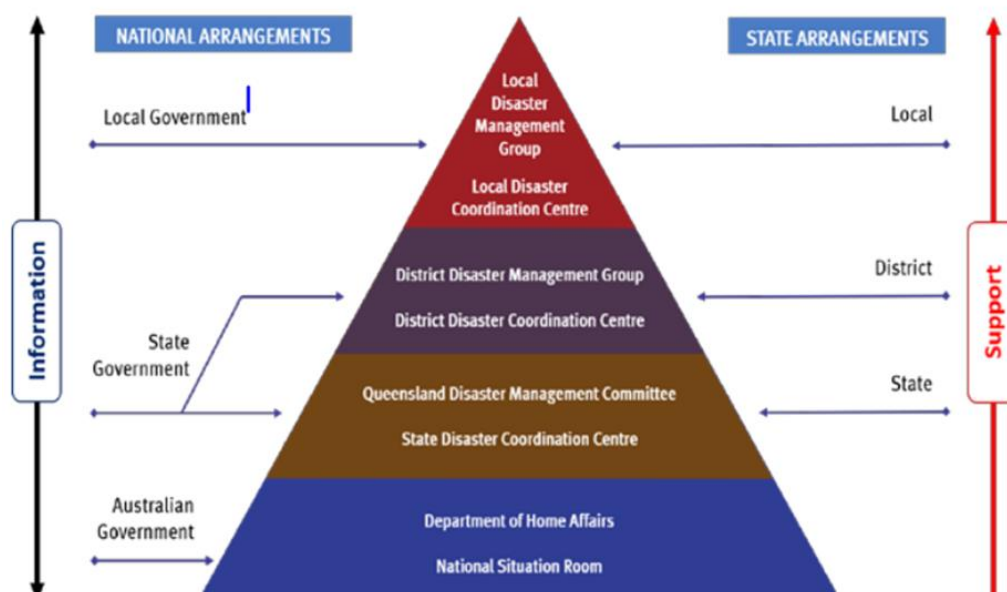 NATIONAL ARRANGEMENTS
STATE ARRANGEMENTS
Local
Disaster
Management
Group
Local Disaster
Coordination Centre
Local Government
Local
Information
Support
District Disaster Management Group
District Disaster Coordination Centre
District
State
Government
Queensland Disaster Management Committee
State Disaster Coordination Centre
State
Australian
Government
Department of Home Affairs
National Situation Room